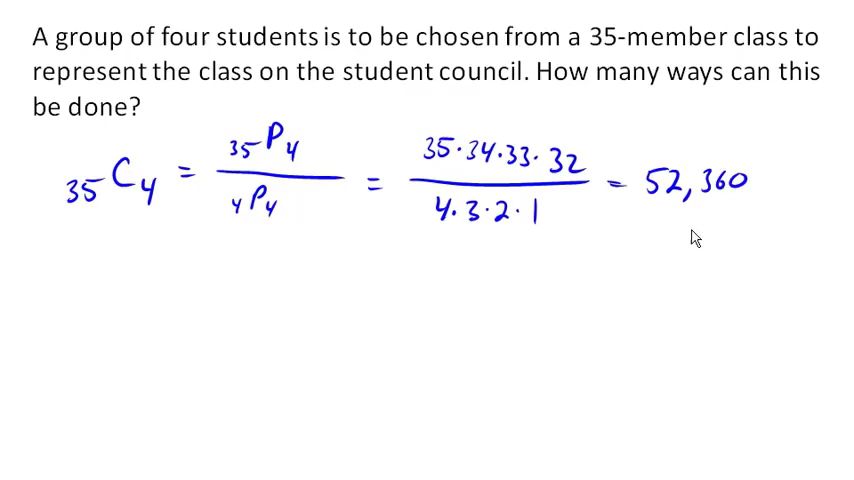 A group of four students is to be chosen from a 35-member class to
represent the class on the student council. How many ways can this
be done?
₃₅C₄ = ₃₅P₄ / ₄P₄ = 35·34·33·32 / 4·3·2·1 = 52,360